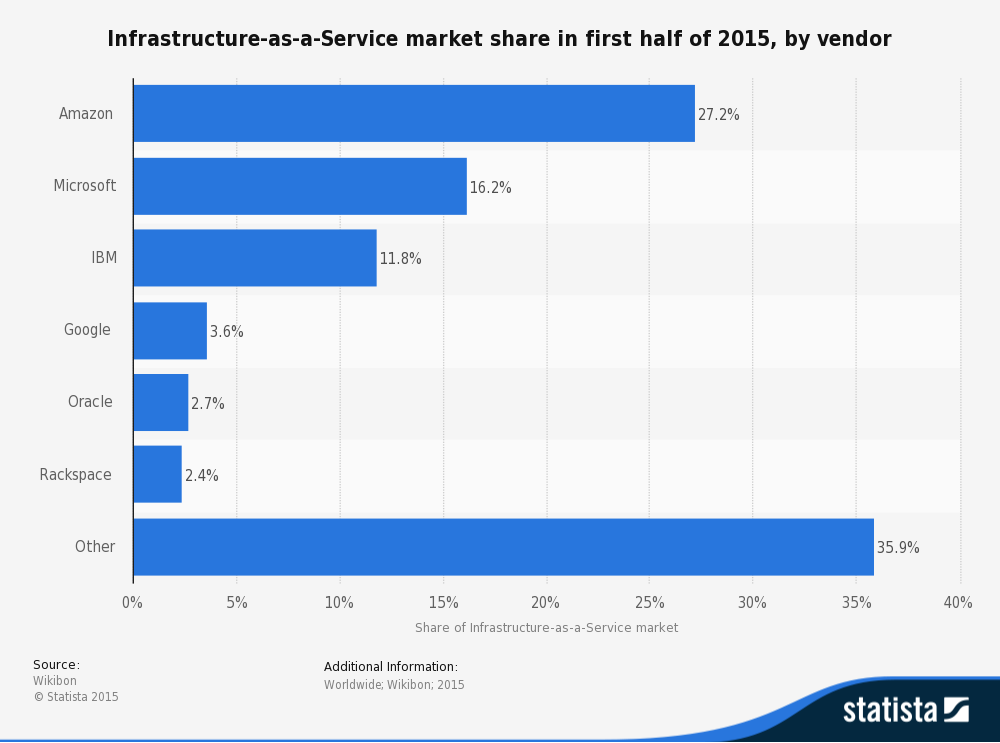 Infrastructure-as-a-Service market share in first half of 2015, by vendor
Amazon 27.2%
Microsoft 16.2%
IBM 11.8%
Google 3.6%
Oracle 2.7%
Rackspace 2.4%
Other 35.9%
0% 5% 10% 15% 20% 25% 30% 35% 40%
Share of Infrastructure-as-a-Service market
Source:
Wikibon
© Statista 2015
Additional Information:
Worldwide; Wikibon; 2015
statista